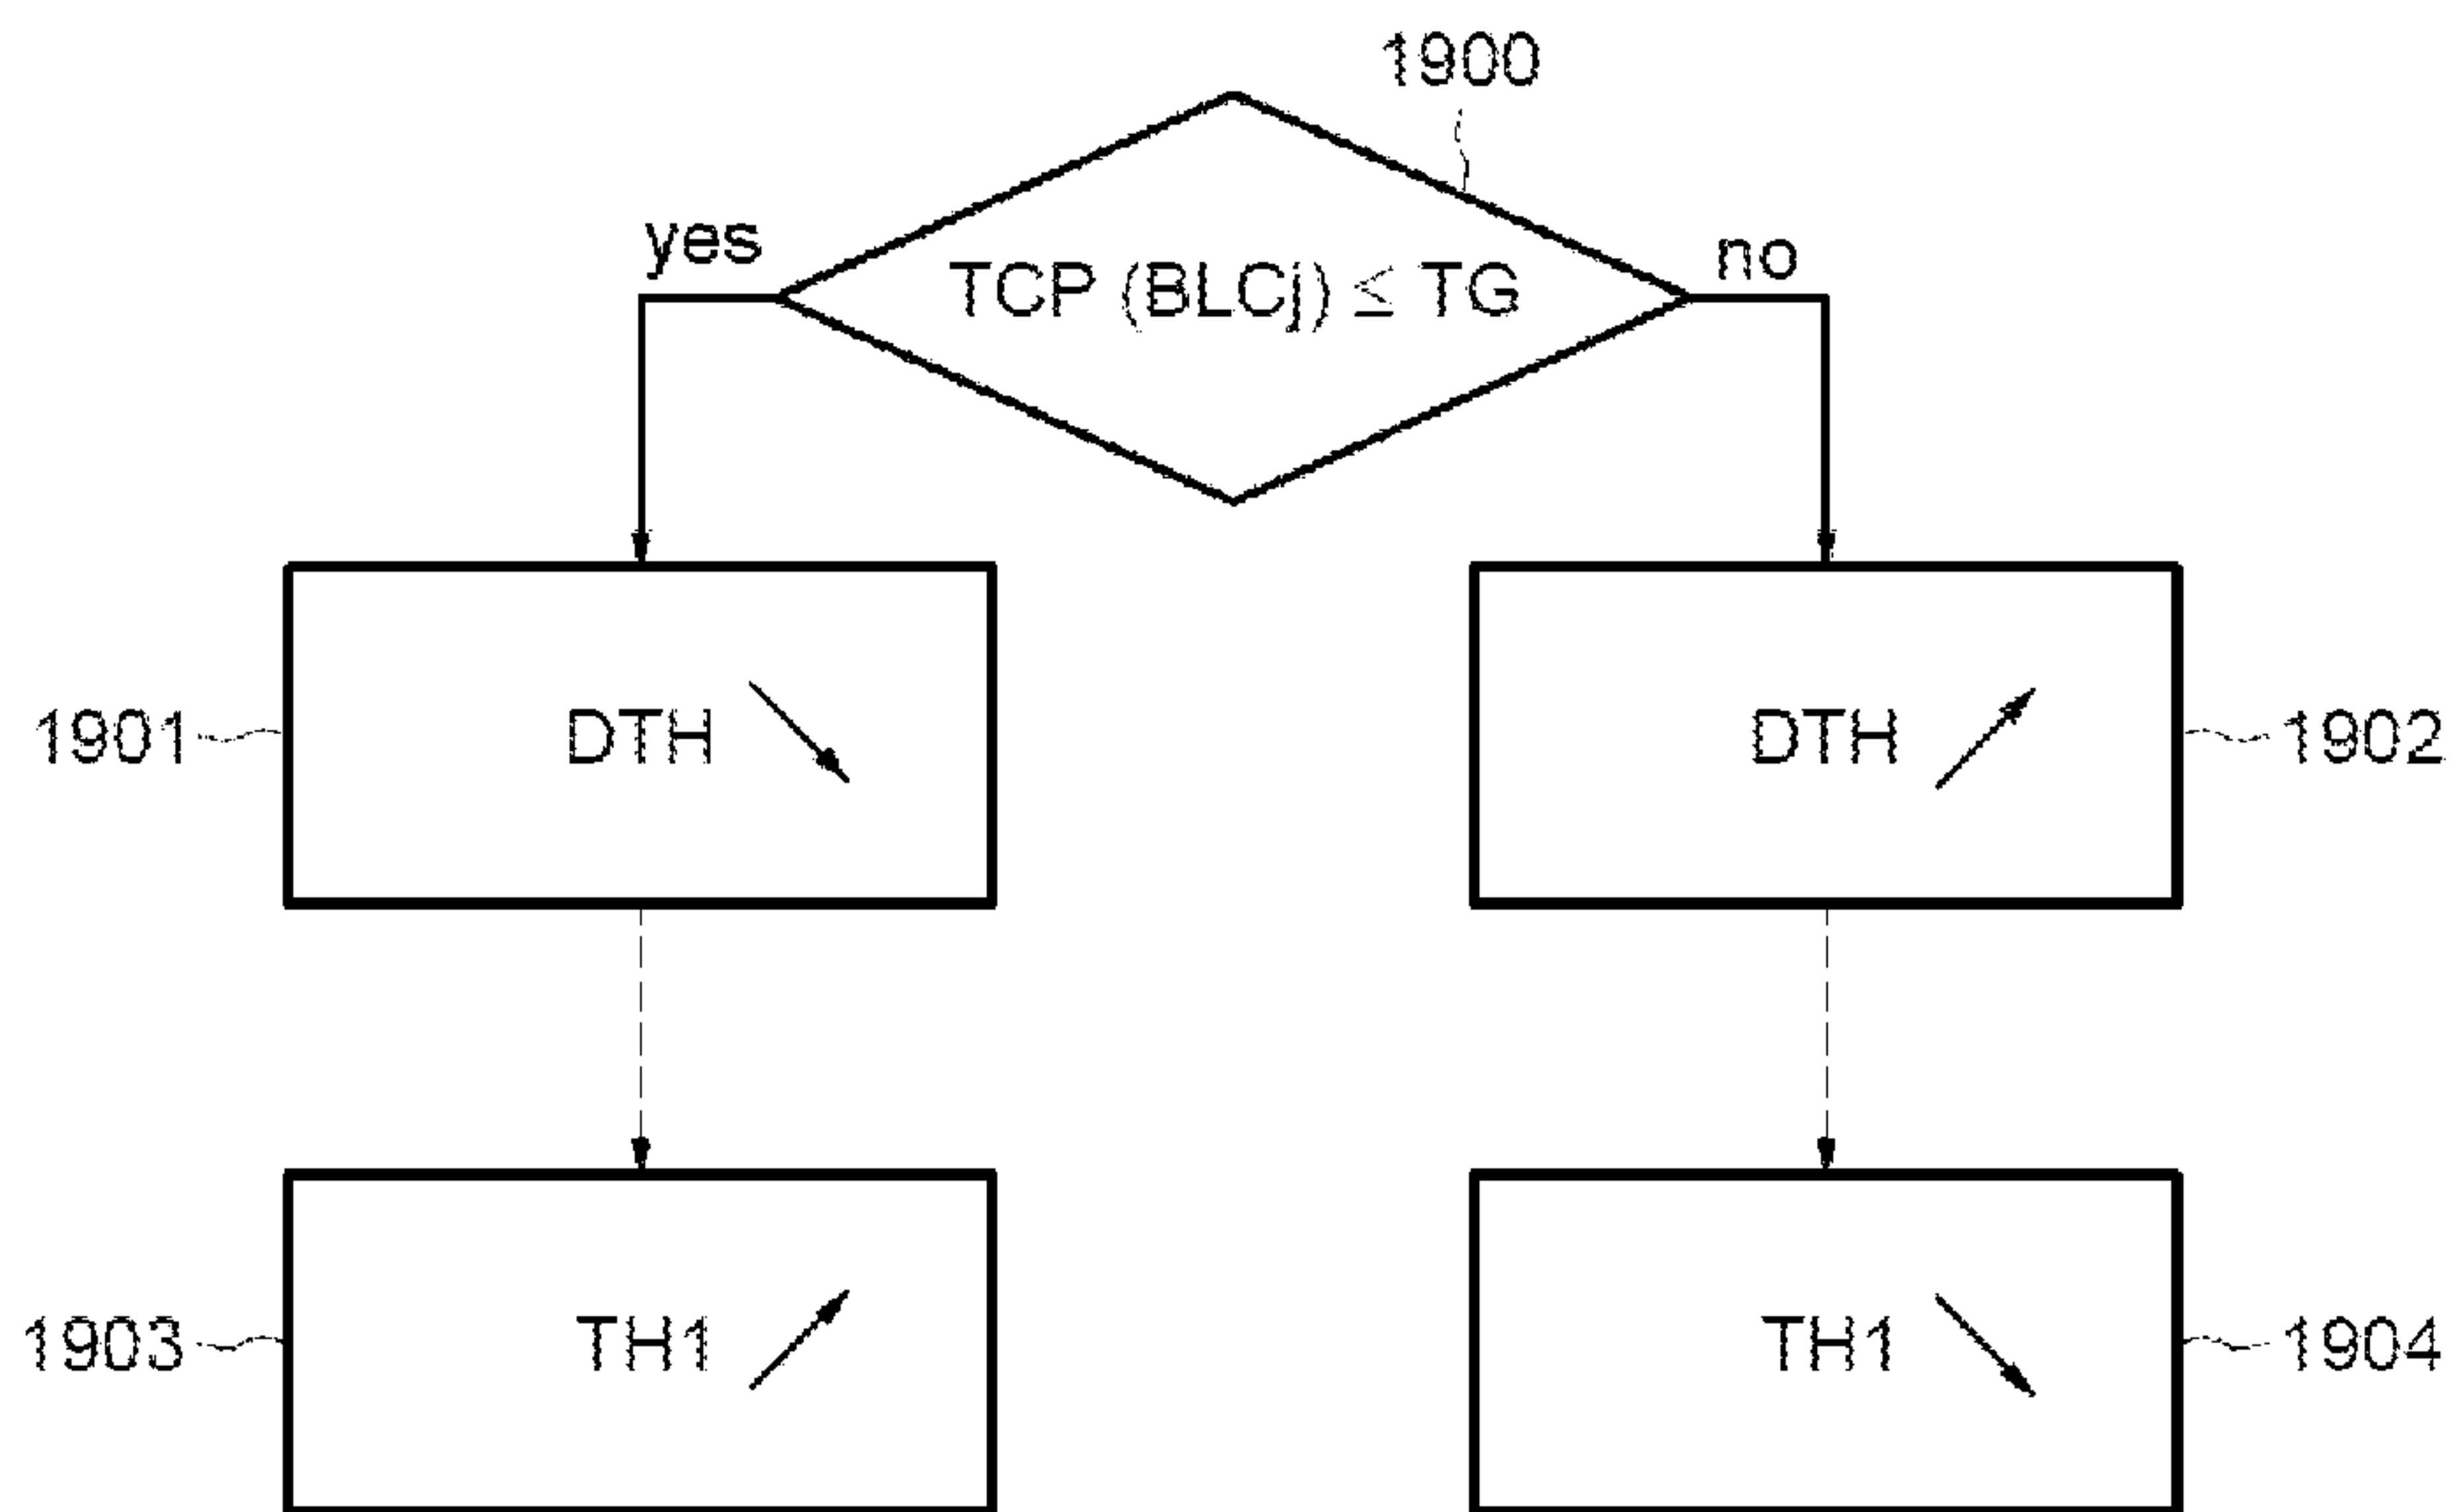 1900
yes
TCP (BLCj) ≤ TG
no
1901
DTH
DTH
1902
1903
TH1
TH1
1904